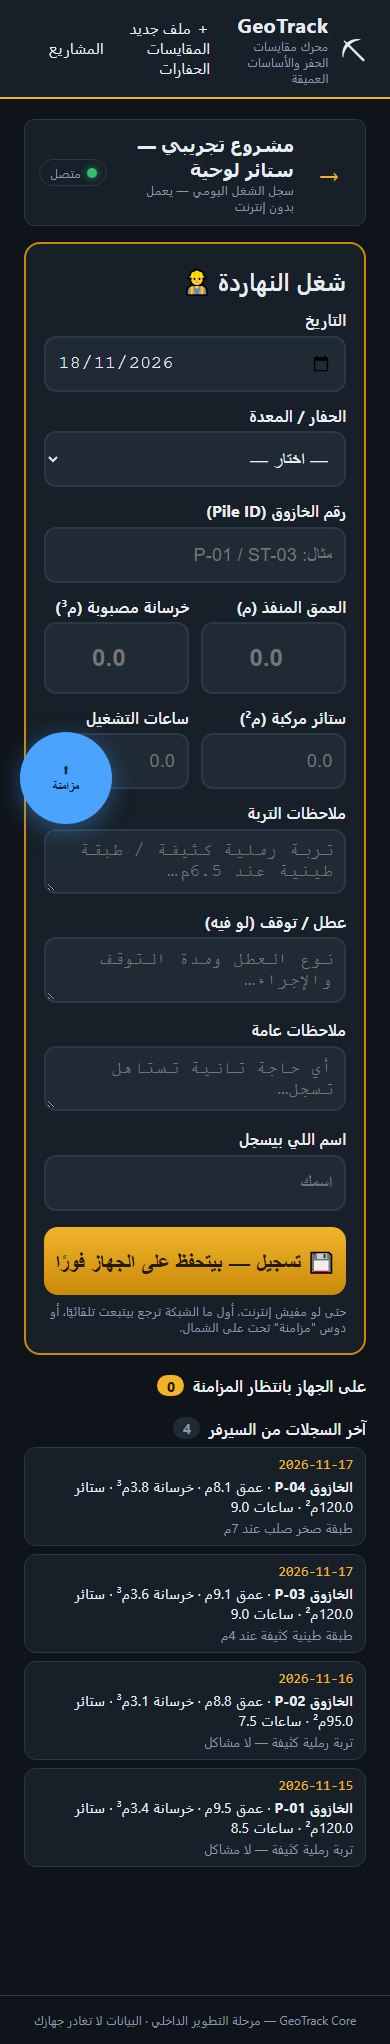 GeoTrack
محرك مقايسات
الحفر والأساسات
العميقة
+ ملف جديد
المقايسات
الحفارات
المشاريع
→
مشروع تجريبي —
ستائر لوحية
سجل الشغل اليومي — يعمل
بدون إنترنت
متصل
شغل النهاردة 👷
التاريخ
18/11/2026
الحفار / المعدة
— اختار —
رقم الخازوق (Pile ID)
مثال: P-01 / ST-03
العمق المنفذ (م)
خرسانة مصبوبة (م³)
0.0
0.0
ستائر مركبة (م²)
ساعات التشغيل
0.0
0.0
⬆
مزامنة
ملاحظات التربة
تربة رملية كثيفة / طبقة
طينية عند 6.5م…
عطل / توقف (لو فيه)
نوع العطل ومدة التوقف
والإجراء…
ملاحظات عامة
أي حاجة تانية تستاهل
تسجل…
اسم اللي بيسجل
اسمك
💾 تسجيل — بيتحفظ على الجهاز فورًا
حتى لو مفيش إنترنت. أول ما الشبكة ترجع بيتبعت تلقائيًا، أو
دوس "مزامنة" تحت على الشمال.
على الجهاز بانتظار المزامنة 0
آخر السجلات من السيرفر 4
2026-11-17
الخازوق P-04 · عمق 8.1م · خرسانة 3.8م³ · ستائر
120.0م² · ساعات 9.0
طبقة صخر صلب عند 7م
2026-11-17
الخازوق P-03 · عمق 9.1م · خرسانة 3.6م³ · ستائر
120.0م² · ساعات 9.0
طبقة طينية كثيفة عند 4م
2026-11-16
الخازوق P-02 · عمق 8.8م · خرسانة 3.1م³ · ستائر
95.0م² · ساعات 7.5
تربة رملية كثيفة — لا مشاكل
2026-11-15
الخازوق P-01 · عمق 9.5م · خرسانة 3.4م³ · ستائر
120.0م² · ساعات 8.5
تربة رملية كثيفة — لا مشاكل
GeoTrack Core — مرحلة التطوير الداخلي · البيانات لا تغادر جهازك